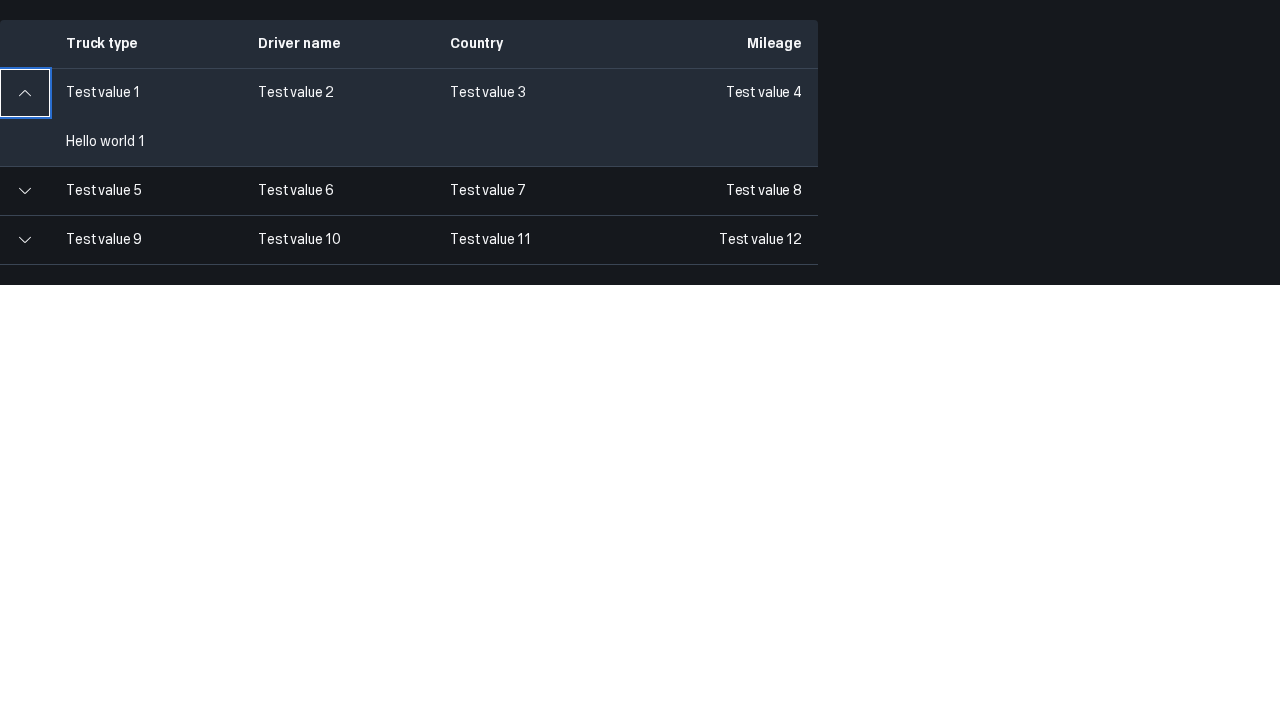 Truck type Driver name Country Mileage
Test value 1 Test value 2 Test value 3 Test value 4
Hello world 1
Test value 5 Test value 6 Test value 7 Test value 8
Test value 9 Test value 10 Test value 11 Test value 12